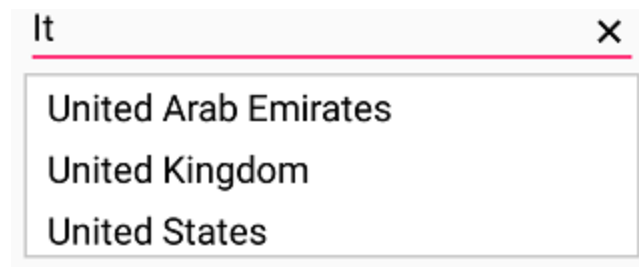 It
United Arab Emirates
United Kingdom
United States